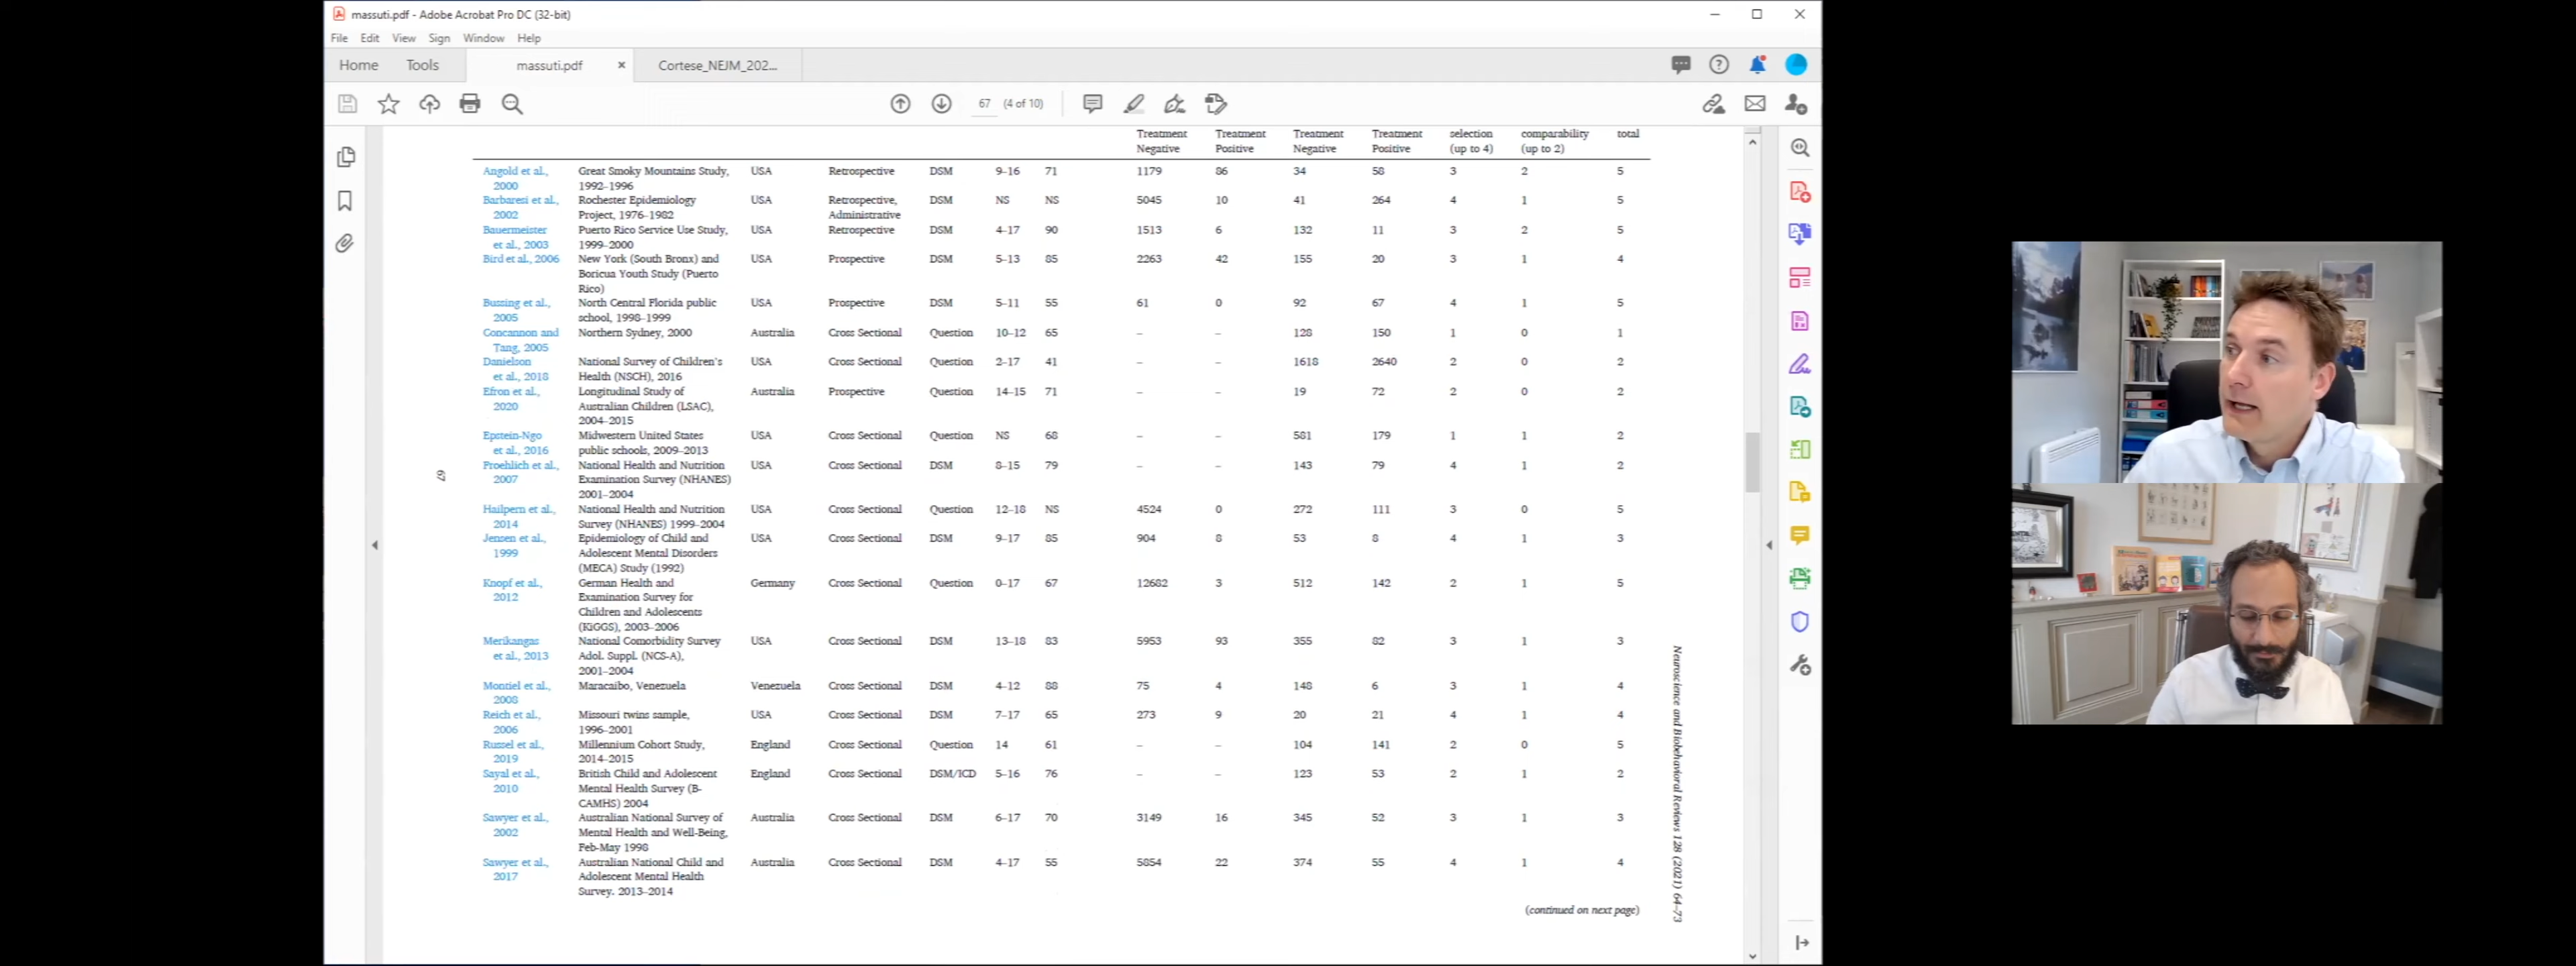 massuti.pdf - Adobe Acrobat Pro DC (32-bit)
File Edit View Sign Window Help
Home Tools massuti.pdf × Cortese_NEJM_202...
67 (4 of 10)
Treatment Treatment Treatment Treatment selection comparability total
Negative Positive Negative Positive (up to 4) (up to 2)
Angold et al., Great Smoky Mountains Study, USA Retrospective DSM 9–16 71 1179 86 34 58 3 2 5
2000 1992–1996
Barbaresi et al., Rochester Epidemiology USA Retrospective, DSM NS NS 5045 10 41 264 4 1 5
2002 Project, 1976–1982 Administrative
Bauermeister Puerto Rico Service Use Study, USA Retrospective DSM 4–17 90 1513 6 132 11 3 2 5
et al., 2003 1999–2000
Bird et al., 2006 New York (South Bronx) and USA Prospective DSM 5–13 85 2263 42 155 20 3 1 4
Boricua Youth Study (Puerto
Rico)
Bussing et al., North Central Florida public USA Prospective DSM 5–11 55 61 0 92 67 4 1 5
2005 school, 1998–1999
Concannon and Northern Sydney, 2000 Australia Cross Sectional Question 10–12 65 – – 128 150 1 0 1
Tang, 2005
Danielson National Survey of Children's USA Cross Sectional Question 2–17 41 – – 1618 2640 2 0 2
et al., 2018 Health (NSCH), 2016
Efron et al., Longitudinal Study of Australia Prospective Question 14–15 71 – – 19 72 2 0 2
2020 Australian Children (LSAC),
2004–2015
Epstein-Ngo Midwestern United States USA Cross Sectional Question NS 68 – – 581 179 1 1 2
et al., 2016 public schools, 2009–2013
Froehlich et al., National Health and Nutrition USA Cross Sectional DSM 8–15 79 – – 143 79 4 1 2
2007 Examination Survey (NHANES)
2001–2004
Hailpern et al., National Health and Nutrition USA Cross Sectional Question 12–18 NS 4524 0 272 111 3 0 5
2014 Survey (NHANES) 1999–2004
Jensen et al., Epidemiology of Child and USA Cross Sectional DSM 9–17 85 904 8 53 8 4 1 3
1999 Adolescent Mental Disorders
(MECA) Study (1992)
Knopf et al., German Health and Germany Cross Sectional Question 0–17 67 12682 3 512 142 2 1 5
2012 Examination Survey for
Children and Adolescents
(KiGGS), 2003–2006
Merikangas National Comorbidity Survey USA Cross Sectional DSM 13–18 83 5953 93 355 82 3 1 3
et al., 2013 Adol. Suppl. (NCS-A),
2001–2004
Montiel et al., Maracaibo, Venezuela Venezuela Cross Sectional DSM 4–12 88 75 4 148 6 3 1 4
2008
Reich et al., Missouri twins sample, USA Cross Sectional DSM 7–17 65 273 9 20 21 4 1 4
2006 1996–2001
Russel et al., Millennium Cohort Study, England Cross Sectional Question 14 61 – – 104 141 2 0 5
2019 2014–2015
Sayal et al., British Child and Adolescent England Cross Sectional DSM/ICD 5–16 76 – – 123 53 2 1 2
2010 Mental Health Survey (B-
CAMHS) 2004
Sawyer et al., Australian National Survey of Australia Cross Sectional DSM 6–17 70 3149 16 345 52 3 1 3
2002 Mental Health and Well-Being,
Feb-May 1998
Sawyer et al., Australian National Child and Australia Cross Sectional DSM 4–17 55 5854 22 374 55 4 1 4
2017 Adolescent Mental Health
Survey. 2013–2014
(continued on next page)
67
Neuroscience and Biobehavioral Reviews 128 (2021) 64–73